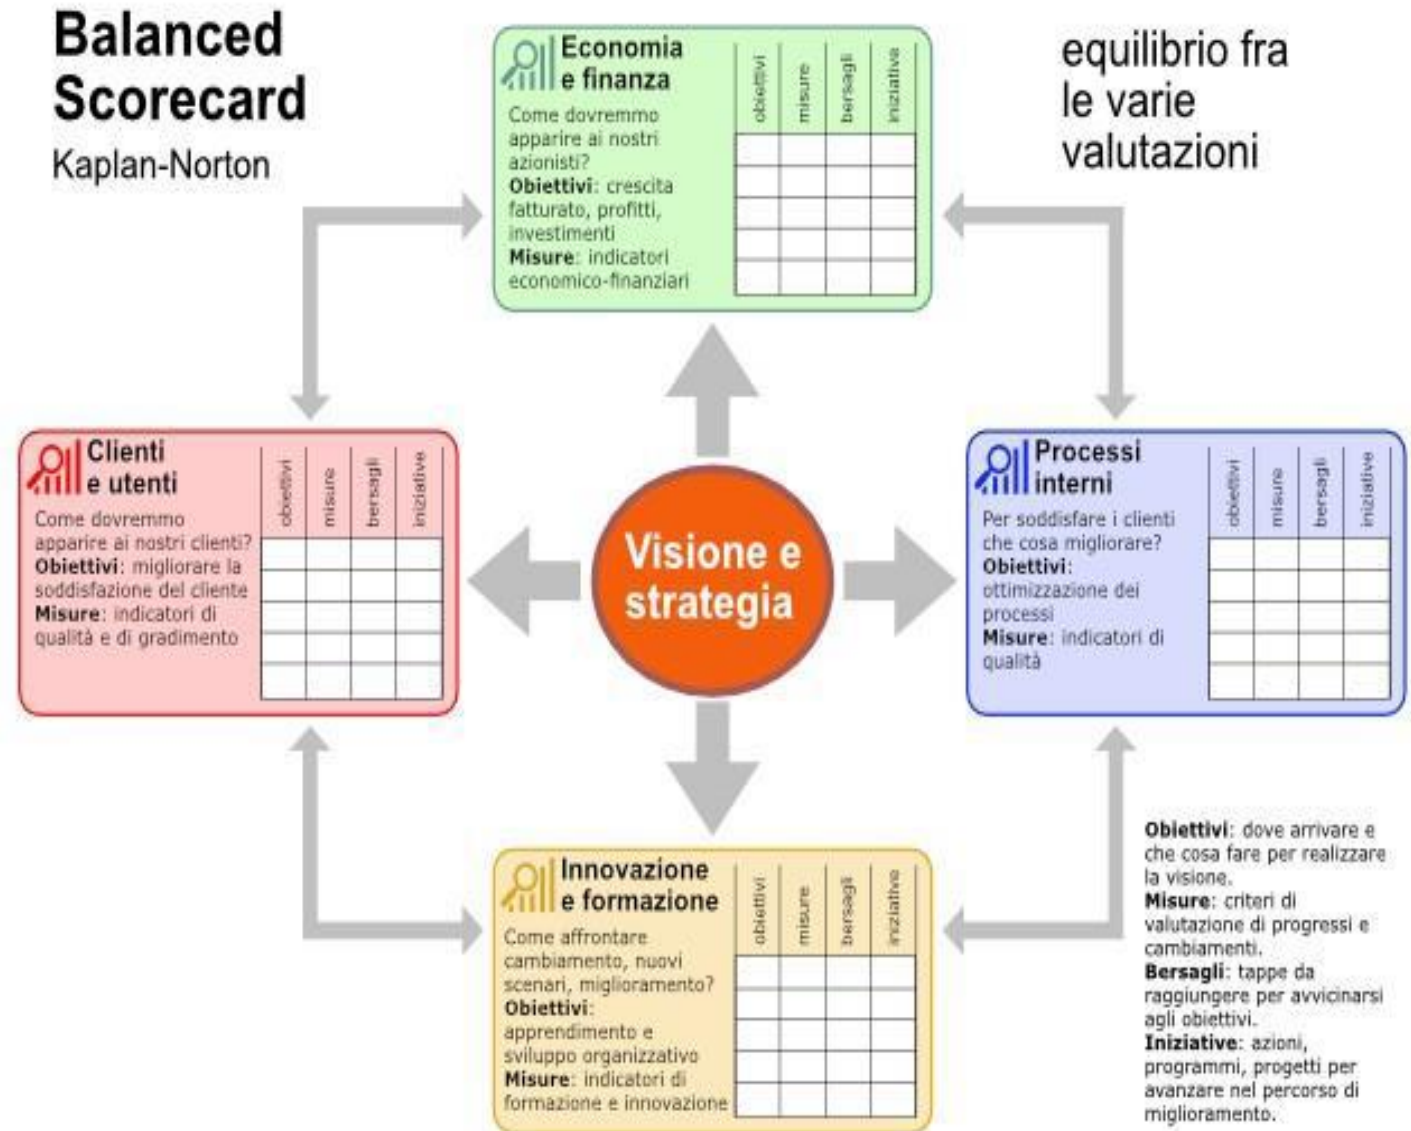 Balanced
Scorecard
Kaplan-Norton
equilibrio fra
le varie
valutazioni
Economia
e finanza
Come dovremmo
apparire ai nostri
azionisti?
Obiettivi: crescita
fatturato, profitti,
investimenti
Misure: indicatori
economico-finanziari
obiettivi
misure
bersagli
iniziative
Clienti
e utenti
Come dovremmo
apparire ai nostri clienti?
Obiettivi: migliorare la
soddisfazione del cliente
Misure: indicatori di
qualità e di gradimento
obiettivi
misure
bersagli
iniziative
Visione e
strategia
Processi
interni
Per soddisfare i clienti
che cosa migliorare?
Obiettivi:
ottimizzazione dei
processi
Misure: indicatori di
qualità
obiettivi
misure
bersagli
iniziative
Innovazione
e formazione
Come affrontare
cambiamento, nuovi
scenari, miglioramento?
Obiettivi:
apprendimento e
sviluppo organizzativo
Misure: indicatori di
formazione e innovazione
obiettivi
misure
bersagli
iniziative
Obiettivi: dove arrivare e
che cosa fare per realizzare
la visione.
Misure: criteri di
valutazione di progressi e
cambiamenti.
Bersagli: tappe da
raggiungere per avvicinarsi
agli obiettivi.
Iniziative: azioni,
programmi, progetti per
avanzare nel percorso di
miglioramento.